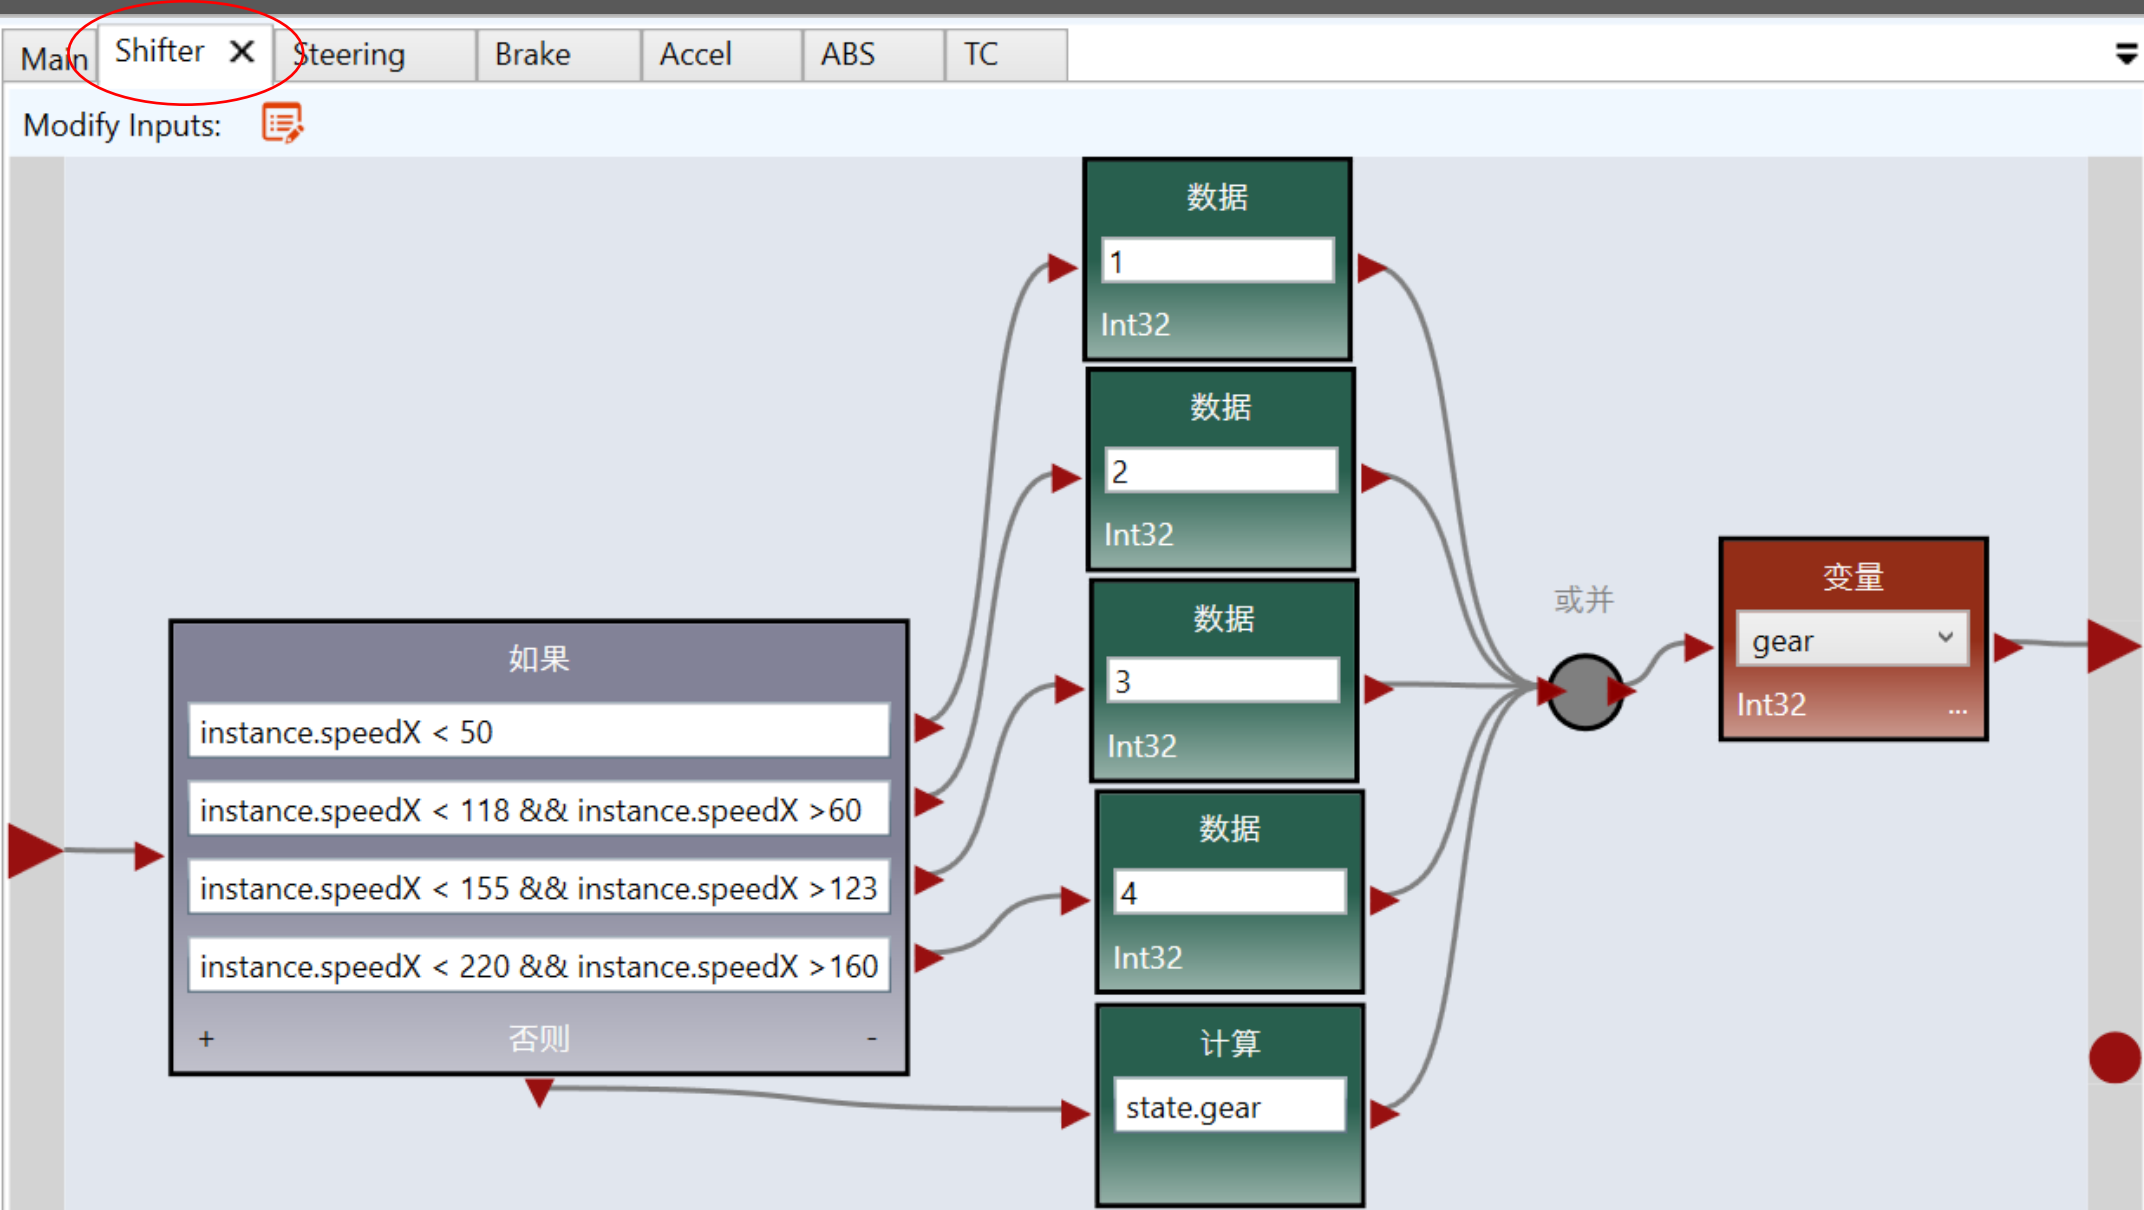 Main
Shifter
Steering
Brake
Accel
ABS
TC
Modify Inputs:
如果
instance.speedX < 50
instance.speedX < 118 && instance.speedX >60
instance.speedX < 155 && instance.speedX >123
instance.speedX < 220 && instance.speedX >160
+ 否则 -
数据
1
Int32
数据
2
Int32
数据
3
Int32
数据
4
Int32
计算
state.gear
或并
变量
gear
Int32 ...